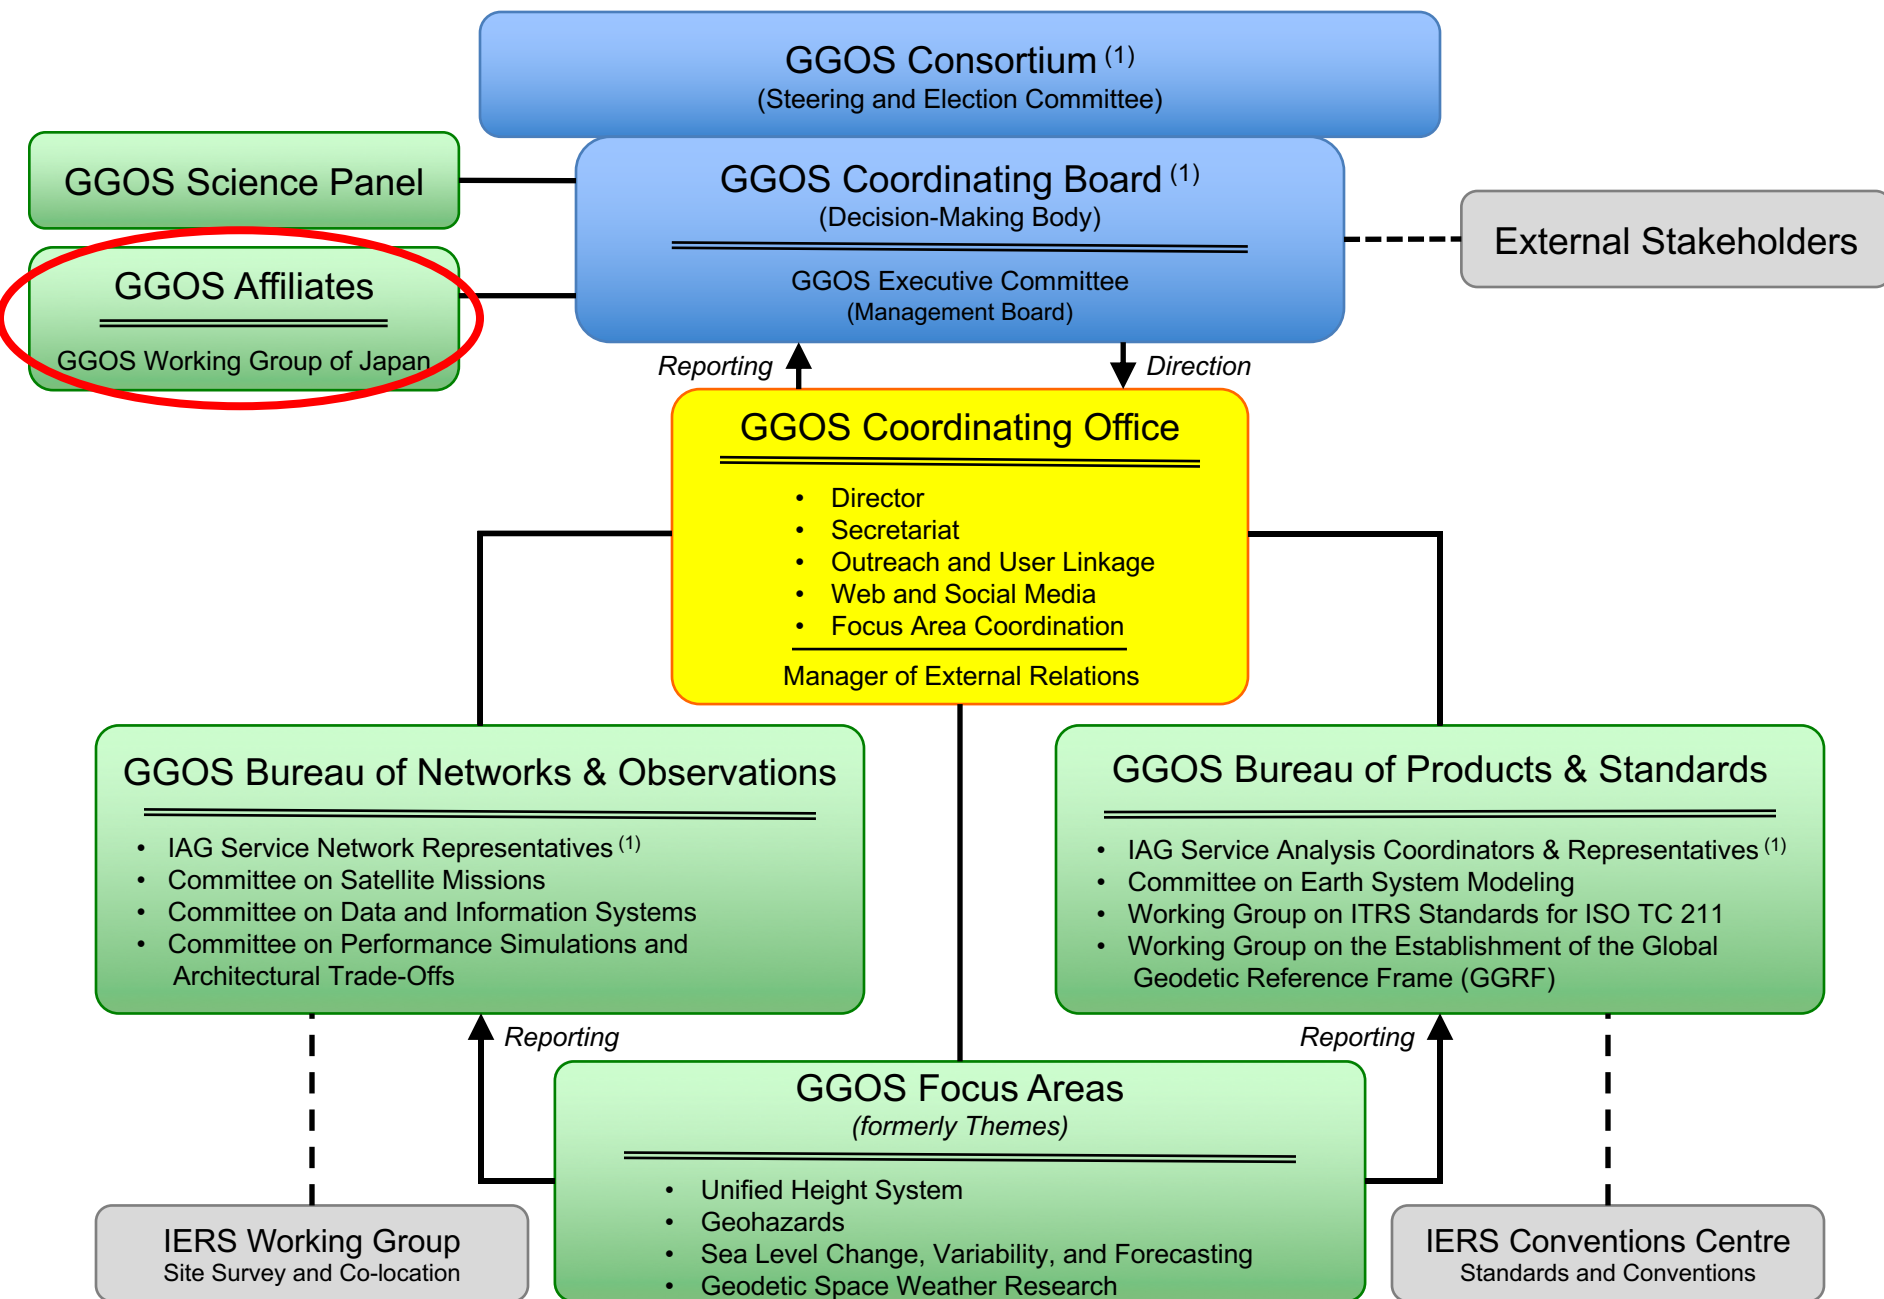 GGOS Consortium (1)
(Steering and Election Committee)
GGOS Science Panel
GGOS Coordinating Board (1)
(Decision-Making Body)
GGOS Executive Committee
(Management Board)
External Stakeholders
GGOS Affiliates
GGOS Working Group of Japan
Reporting
Direction
GGOS Coordinating Office
• Director
• Secretariat
• Outreach and User Linkage
• Web and Social Media
• Focus Area Coordination
Manager of External Relations
GGOS Bureau of Networks & Observations
• IAG Service Network Representatives (1)
• Committee on Satellite Missions
• Committee on Data and Information Systems
• Committee on Performance Simulations and
Architectural Trade-Offs
GGOS Bureau of Products & Standards
• IAG Service Analysis Coordinators & Representatives (1)
• Committee on Earth System Modeling
• Working Group on ITRS Standards for ISO TC 211
• Working Group on the Establishment of the Global
Geodetic Reference Frame (GGRF)
Reporting
Reporting
GGOS Focus Areas
(formerly Themes)
• Unified Height System
• Geohazards
• Sea Level Change, Variability, and Forecasting
• Geodetic Space Weather Research
IERS Working Group
Site Survey and Co-location
IERS Conventions Centre
Standards and Conventions